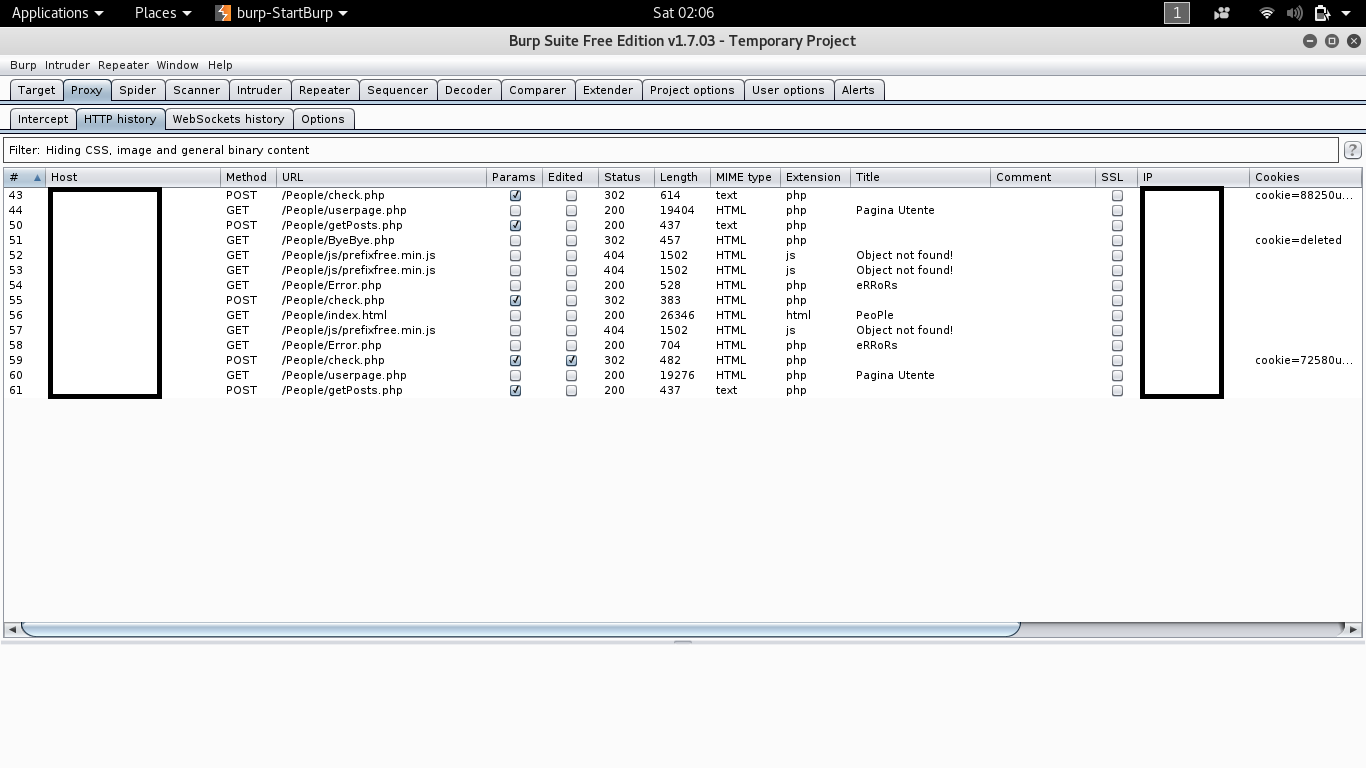 Applications Places burp-StartBurp Sat 02:06 1
Burp Suite Free Edition v1.7.03 - Temporary Project
Burp Intruder Repeater Window Help
Target Proxy Spider Scanner Intruder Repeater Sequencer Decoder Comparer Extender Project options User options Alerts
Intercept HTTP history WebSockets history Options
Filter: Hiding CSS, image and general binary content ?
# Host Method URL Params Edited Status Length MIME type Extension Title Comment SSL IP Cookies
43 POST /People/check.php 302 614 text php cookie=88250u...
44 GET /People/userpage.php 200 19404 HTML php Pagina Utente
50 POST /People/getPosts.php 200 437 text php
51 GET /People/ByeBye.php 302 457 HTML php cookie=deleted
52 GET /People/js/prefixfree.min.js 404 1502 HTML js Object not found!
53 GET /People/js/prefixfree.min.js 404 1502 HTML js Object not found!
54 GET /People/Error.php 200 528 HTML php eRRoRs
55 POST /People/check.php 302 383 HTML php
56 GET /People/index.html 200 26346 HTML html PeoPle
57 GET /People/js/prefixfree.min.js 404 1502 HTML js Object not found!
58 GET /People/Error.php 200 704 HTML php eRRoRs
59 POST /People/check.php 302 482 HTML php cookie=72580u...
60 GET /People/userpage.php 200 19276 HTML php Pagina Utente
61 POST /People/getPosts.php 200 437 text php